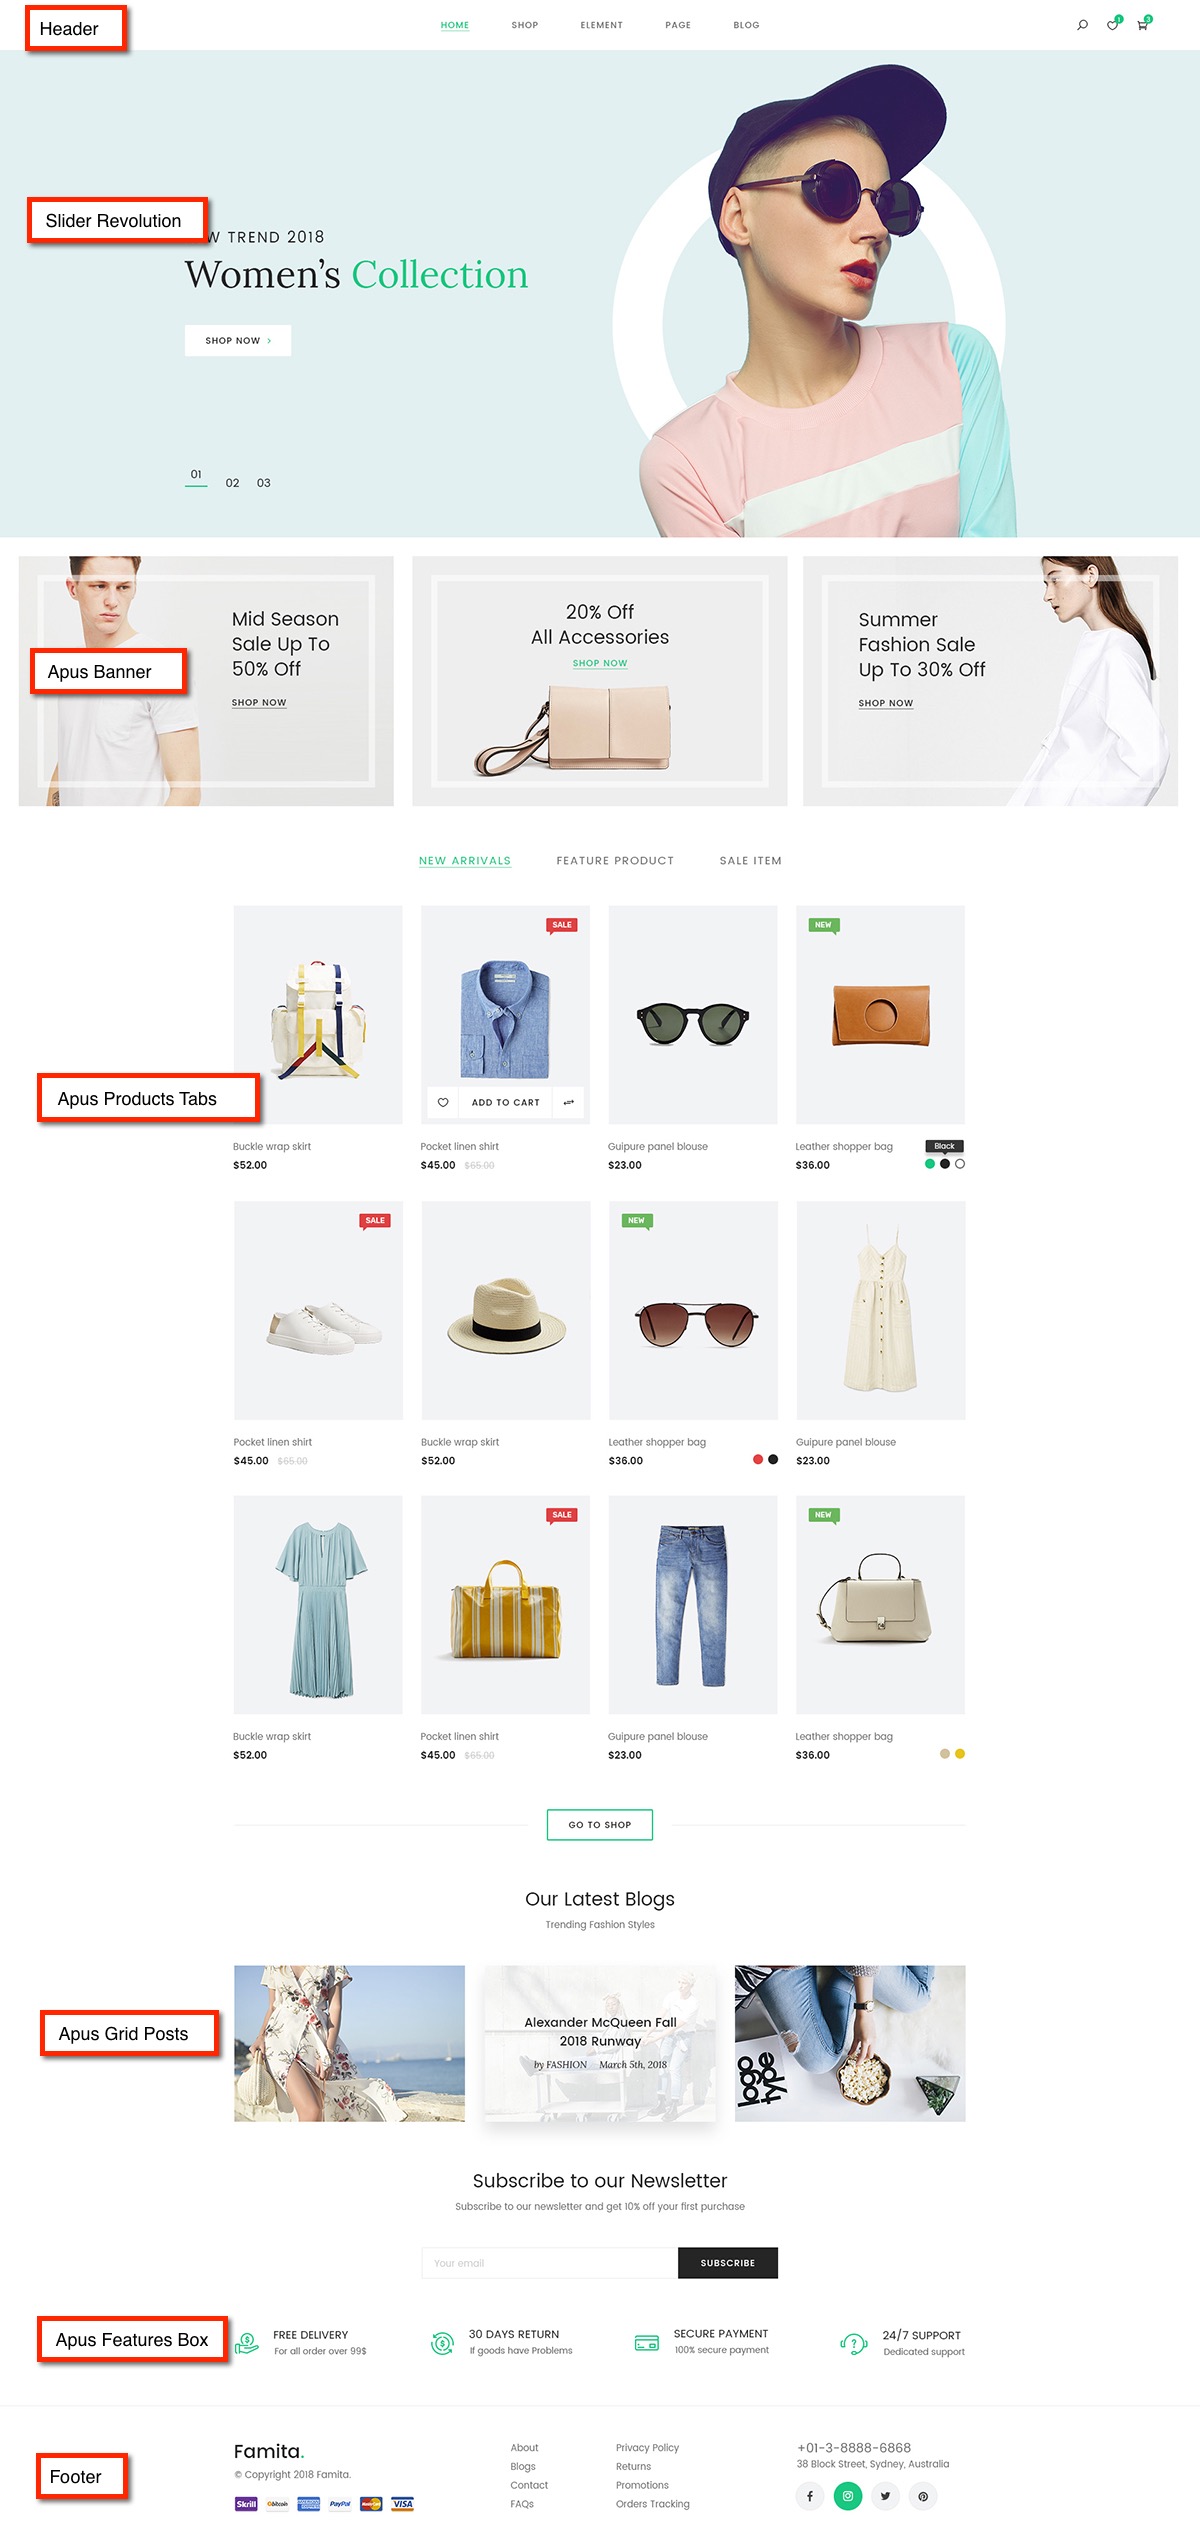 Header
HOME SHOP ELEMENT PAGE BLOG
1 3
Slider Revolution
W TREND 2018
Women's Collection
SHOP NOW >
01 02 03
Apus Banner
Mid Season
Sale Up To
50% Off
SHOP NOW
20% Off
All Accessories
SHOP NOW
Summer
Fashion Sale
Up To 30% Off
SHOP NOW
NEW ARRIVALS FEATURE PRODUCT SALE ITEM
SALE NEW
Apus Products Tabs
ADD TO CART
Buckle wrap skirt
$52.00
Pocket linen shirt
$45.00 $65.00
Guipure panel blouse
$23.00
Leather shopper bag
$36.00
Black
SALE NEW
Pocket linen shirt
$45.00 $65.00
Buckle wrap skirt
$52.00
Leather shopper bag
$36.00
Guipure panel blouse
$23.00
SALE NEW
Buckle wrap skirt
$52.00
Pocket linen shirt
$45.00 $65.00
Guipure panel blouse
$23.00
Leather shopper bag
$36.00
GO TO SHOP
Our Latest Blogs
Trending Fashion Styles
Apus Grid Posts
Alexander McQueen Fall
2018 Runway
by FASHION March 5th, 2018
logo
type
Subscribe to our Newsletter
Subscribe to our newsletter and get 10% off your first purchase
Your email SUBSCRIBE
Apus Features Box
FREE DELIVERY
For all order over 99$
30 DAYS RETURN
If goods have Problems
SECURE PAYMENT
100% secure payment
24/7 SUPPORT
Dedicated support
Footer
Famita.
© Copyright 2018 Famita.
Skrill bitcoin AMERICAN EXPRESS PayPal MasterCard VISA
About
Blogs
Contact
FAQs
Privacy Policy
Returns
Promotions
Orders Tracking
+01-3-8888-6868
38 Block Street, Sydney, Australia